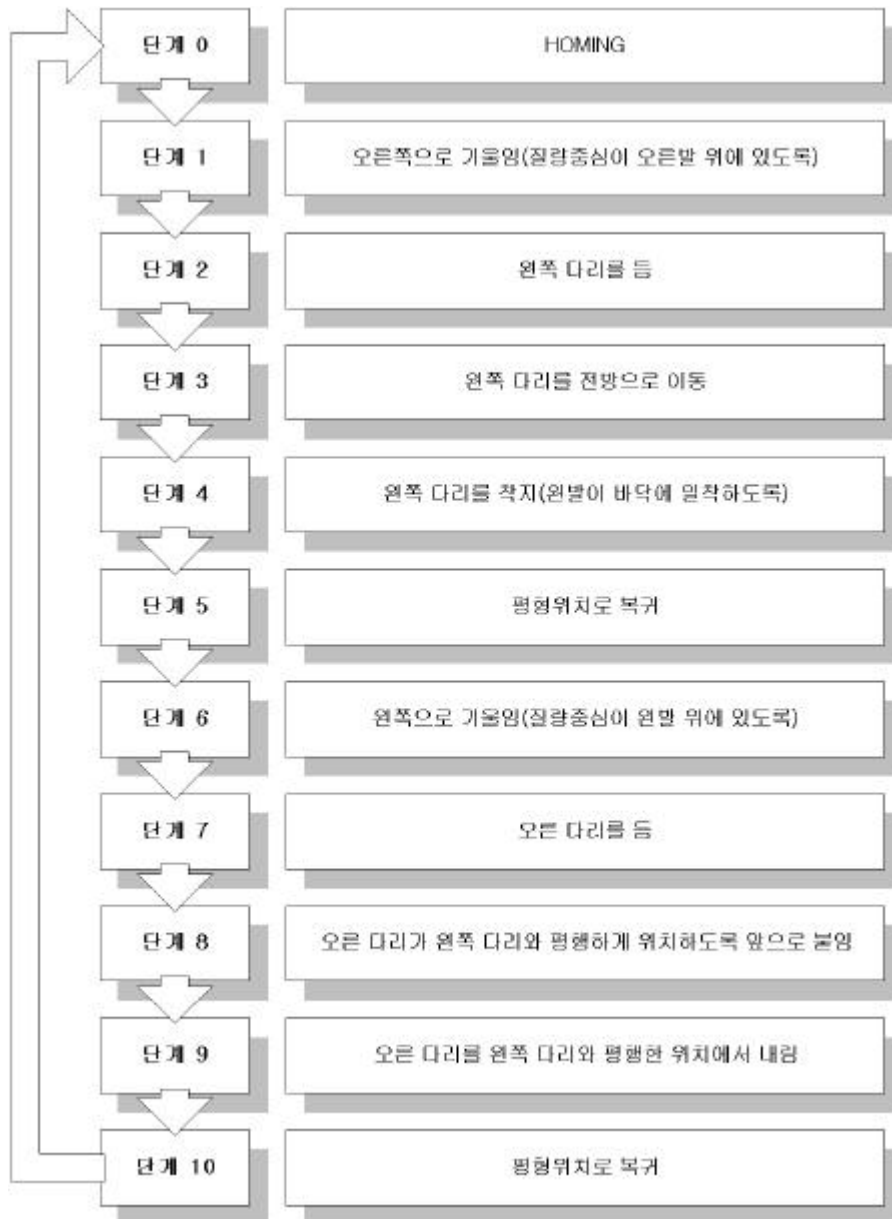 단계 0
HOMING
단계 1
오른쪽으로 기울임(질량중심이 오른발 위에 있도록)
단계 2
왼쪽 다리를 듬
단계 3
왼쪽 다리를 전방으로 이동
단계 4
왼쪽 다리를 착지(왼발이 바닥에 밀착하도록)
단계 5
평형위치로 복귀
단계 6
왼쪽으로 기울임(질량중심이 왼발 위에 있도록)
단계 7
오른 다리를 듬
단계 8
오른 다리가 왼쪽 다리와 평행하게 위치하도록 앞으로 붙임
단계 9
오른 다리를 왼쪽 다리와 평행한 위치에서 내림
단계 10
평형위치로 복귀